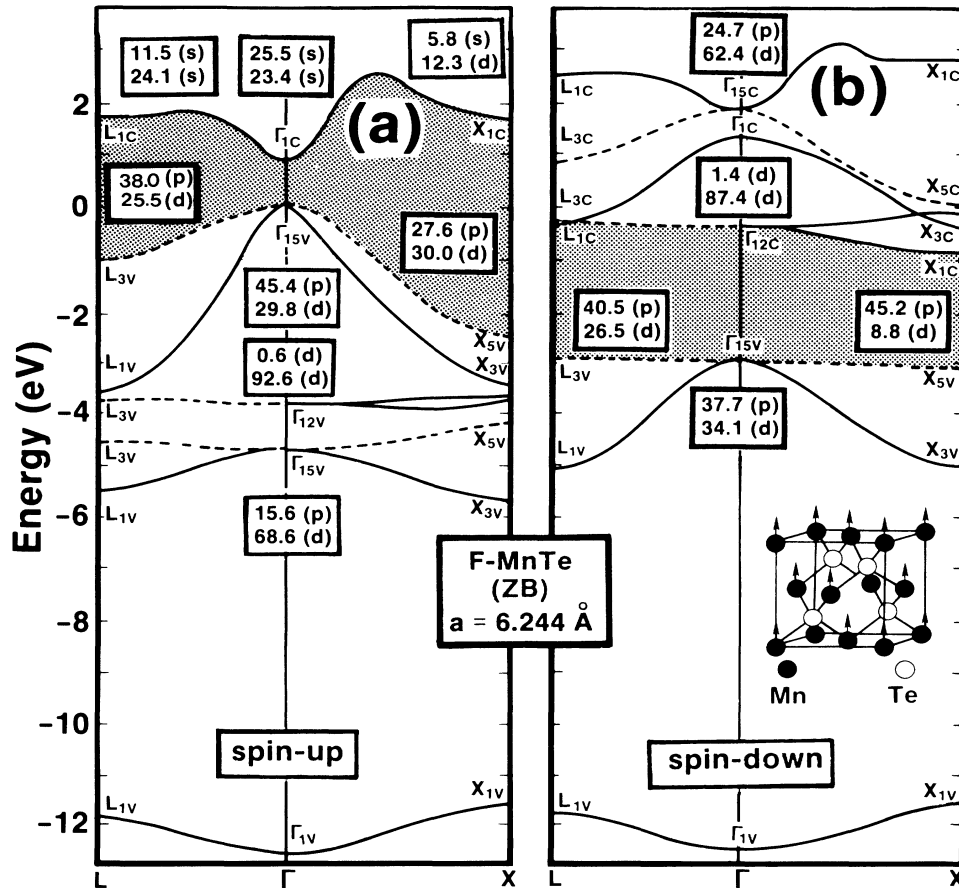 Energy (eV)
2
0
-2
-4
-6
-8
-10
-12
(a)
11.5 (s)
24.1 (s)
25.5 (s)
23.4 (s)
5.8 (s)
12.3 (d)
L1C
Γ1C
X1C
38.0 (p)
25.5 (d)
27.6 (p)
30.0 (d)
L3V
Γ15V
X5V
45.4 (p)
29.8 (d)
L1V
X3V
0.6 (d)
92.6 (d)
L3V
Γ12V
X5V
L3V
Γ15V
L1V
X3V
15.6 (p)
68.6 (d)
spin-up
L1V
Γ1V
X1V
L
Γ
X
F-MnTe
(ZB)
a = 6.244 Å
(b)
24.7 (p)
62.4 (d)
L1C
Γ15C
X1C
L3C
Γ1C
X5C
1.4 (d)
87.4 (d)
L3C
X3C
L1C
Γ12C
X1C
40.5 (p)
26.5 (d)
45.2 (p)
8.8 (d)
L3V
Γ15V
X5V
37.7 (p)
34.1 (d)
L1V
X3V
Mn
Te
spin-down
L1V
Γ1V
X1V
L
Γ
X